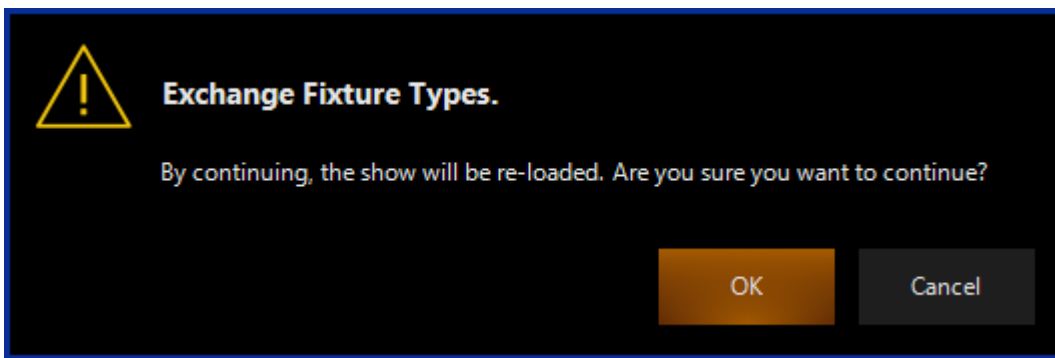 Exchange Fixture Types.
By continuing, the show will be re-loaded. Are you sure you want to continue?
OK
Cancel